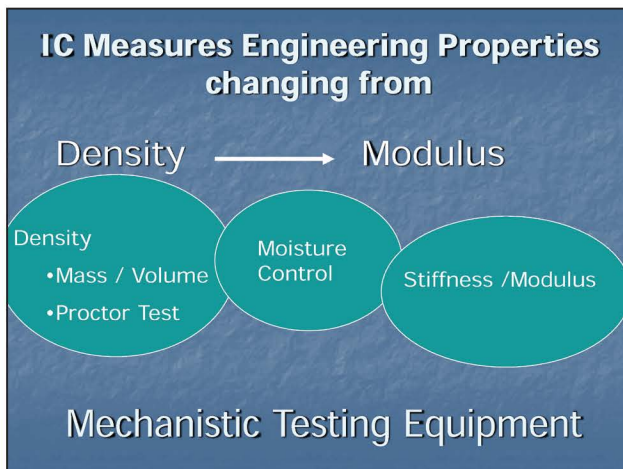 IC Measures Engineering Properties
changing from
Density → Modulus
Density
•Mass / Volume
•Proctor Test
Moisture
Control
Stiffness /Modulus
Mechanistic Testing Equipment